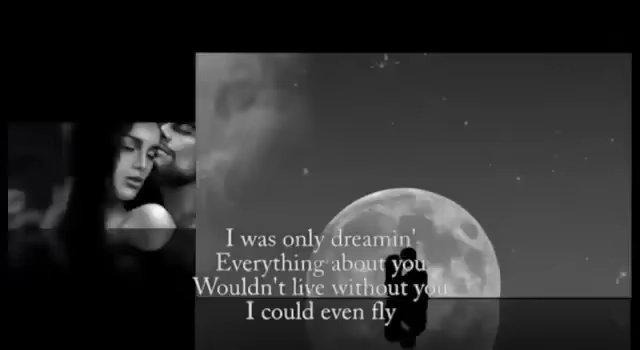 I was only dreamin'
Everything about you
Wouldn't live without you
I could even fly